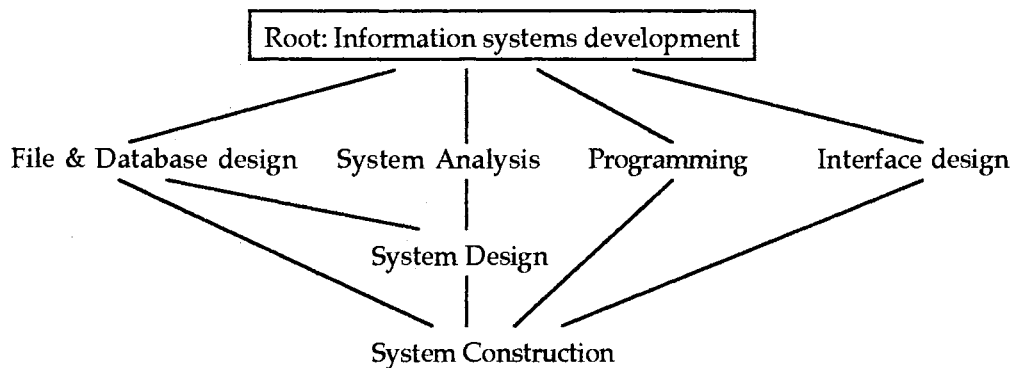 Root: Information systems development
File & Database design System Analysis Programming Interface design
System Design
System Construction